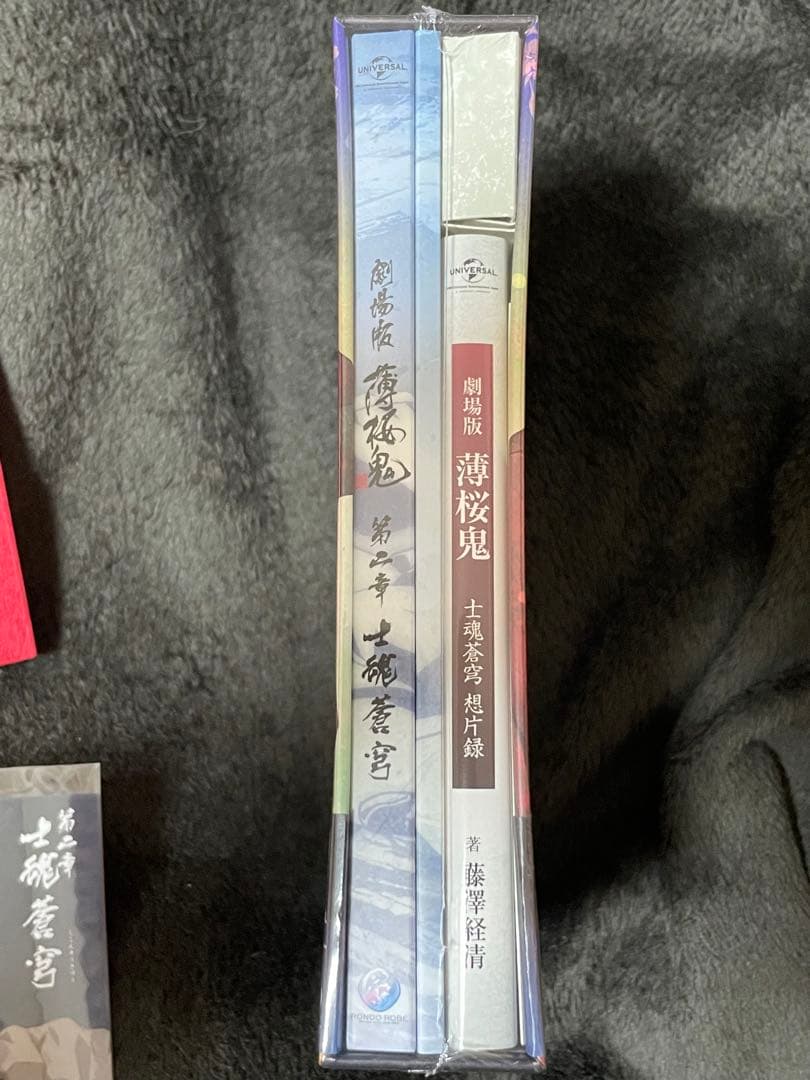 UNIVERSAL
劇場版
薄桜鬼
第二章
士魂蒼穹
RONDO ROBE
UNIVERSAL
劇場版 薄桜鬼 士魂蒼穹 想片録
著 藤澤経清
第二章
士魂蒼穹